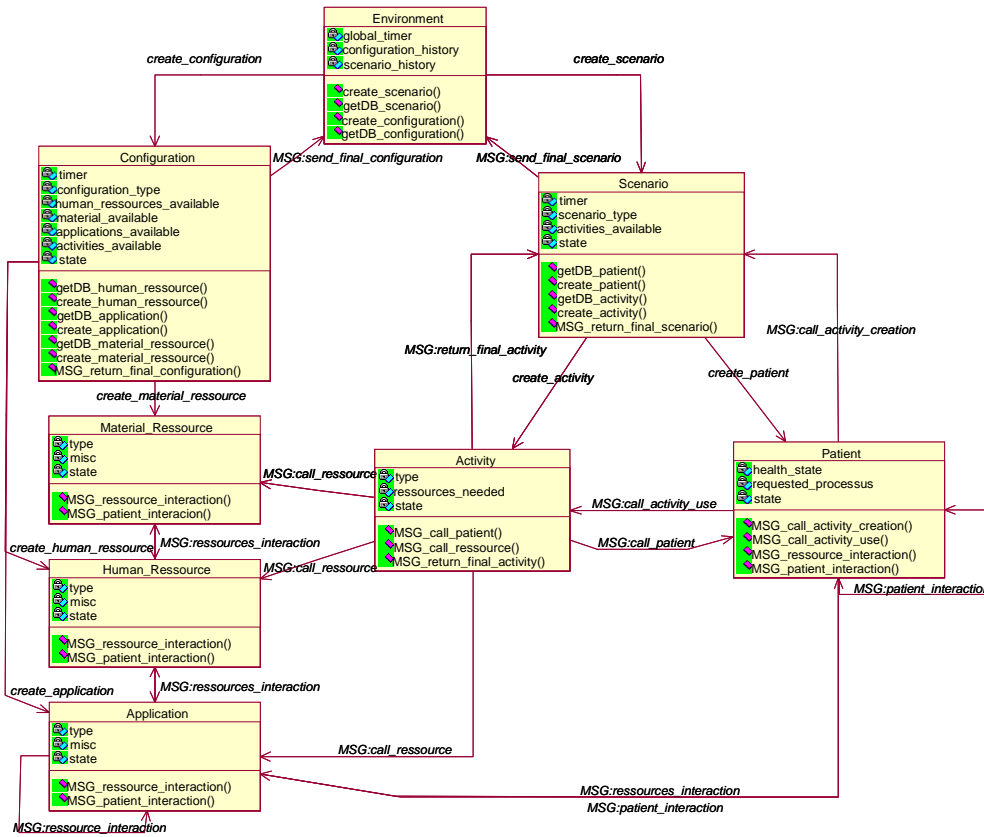 Environment
global_timer
configuration_history
scenario_history
create_scenario()
getDB_scenario()
create_configuration()
getDB_configuration()
create_configuration
create_scenario
MSG:send_final_configuration
MSG:send_final_scenario
Configuration
timer
configuration_type
human_ressources_available
material_available
applications_available
activities_available
state
getDB_human_ressource()
create_human_ressource()
getDB_application()
create_application()
getDB_material_ressource()
create_material_ressource()
MSG_return_final_configuration()
Scenario
timer
scenario_type
activities_available
state
getDB_patient()
create_patient()
getDB_activity()
create_activity()
MSG_return_final_scenario()
MSG:return_final_activity
MSG:call_activity_creation
create_activity
create_patient
create_material_ressource
Material_Ressource
type
misc
state
MSG_ressource_interaction()
MSG_patient_interacion()
MSG:call_ressource
Activity
type
ressources_needed
state
MSG_call_patient()
MSG_call_ressource()
MSG_return_final_activity()
MSG:call_activity_use
MSG:call_patient
Patient
health_state
requested_processus
state
MSG_call_activity_creation()
MSG_call_activity_use()
MSG_ressource_interaction()
MSG_patient_interaction()
MSG:patient_interaction
create_human_ressource
MSG:ressources_interaction
MSG:call_ressource
Human_Ressource
type
misc
state
MSG_ressource_interaction()
MSG_patient_interaction()
create_application
MSG:ressources_interaction
Application
type
misc
state
MSG_ressource_interaction()
MSG_patient_interaction()
MSG:call_ressource
MSG:ressources_interaction
MSG:patient_interaction
MSG:ressource_interaction